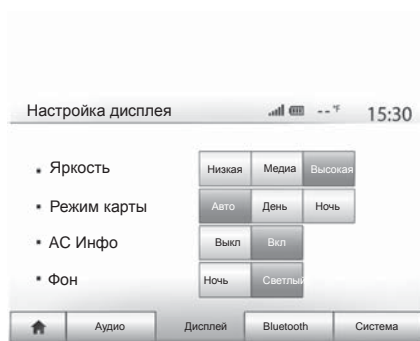 Настройка дисплея --°F 15:30
• Яркость Низкая Медиа Высокая
• Режим карты Авто День Ночь
• АС Инфо Выкл Вкл
• Фон Ночь Светлый
Аудио Дисплей Bluetooth Система